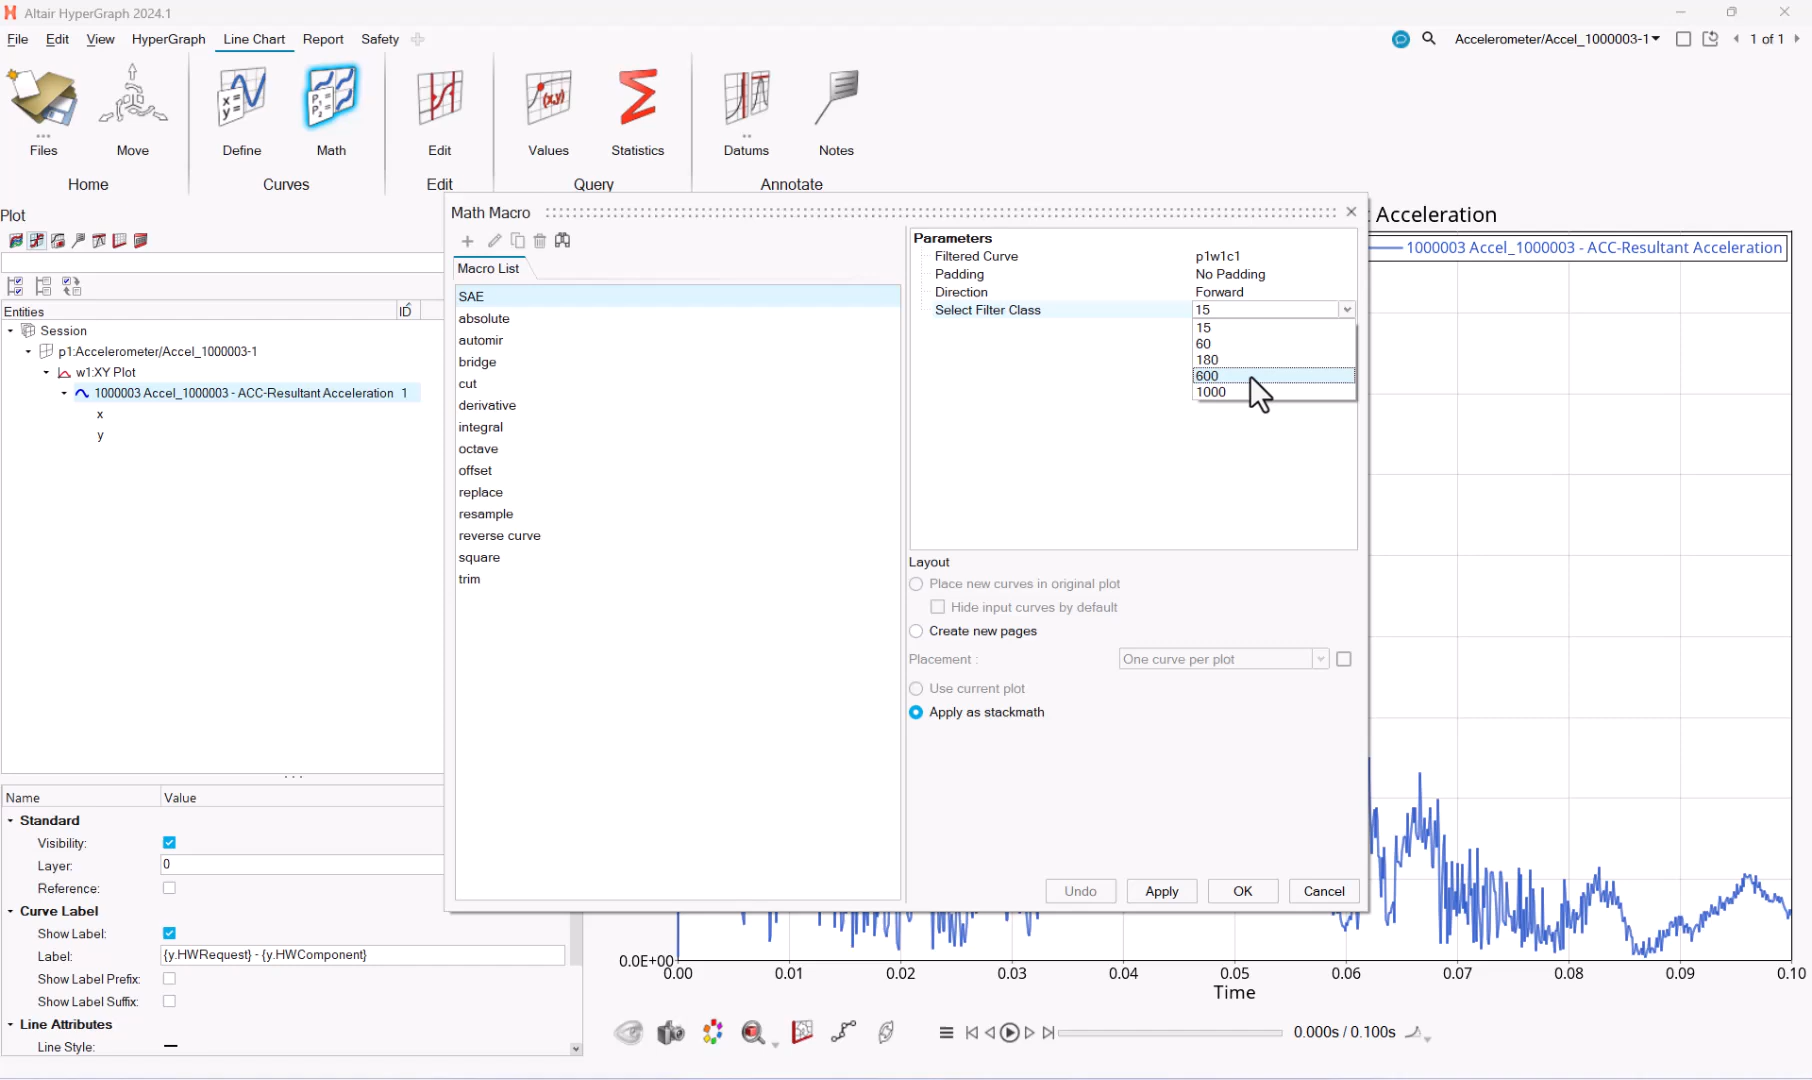 Altair HyperGraph 2024.1
File Edit View HyperGraph Line Chart Report Safety
Accelerometer/Accel_1000003-1 1 of 1
Files Move Define Math Edit Values Statistics Datums Notes
Home Curves Edit Query Annotate
Plot
Entities ID
Session
p1:Accelerometer/Accel_1000003-1
w1:XY Plot
1000003 Accel_1000003 - ACC-Resultant Acceleration 1
x
y
Name Value
Standard
Visibility:
Layer: 0
Reference:
Curve Label
Show Label:
Label: {y.HWRequest} - {y.HWComponent}
Show Label Prefix:
Show Label Suffix:
Line Attributes
Line Style:
Math Macro
Macro List
SAE
absolute
automir
bridge
cut
derivative
integral
octave
offset
replace
resample
reverse curve
square
trim
Parameters
Filtered Curve p1w1c1
Padding No Padding
Direction Forward
Select Filter Class 15
15
60
180
600
1000
Layout
Place new curves in original plot
Hide input curves by default
Create new pages
Placement : One curve per plot
Use current plot
Apply as stackmath
Undo Apply OK Cancel
Acceleration
1000003 Accel_1000003 - ACC-Resultant Acceleration
0.0E+00
0.00 0.01 0.02 0.03 0.04 0.05 0.06 0.07 0.08 0.09 0.10
Time
0.000s / 0.100s